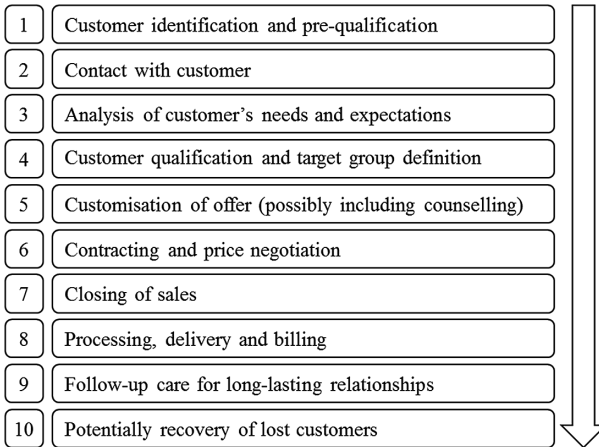 1 Customer identification and pre-qualification
2 Contact with customer
3 Analysis of customer’s needs and expectations
4 Customer qualification and target group definition
5 Customisation of offer (possibly including counselling)
6 Contracting and price negotiation
7 Closing of sales
8 Processing, delivery and billing
9 Follow-up care for long-lasting relationships
10 Potentially recovery of lost customers